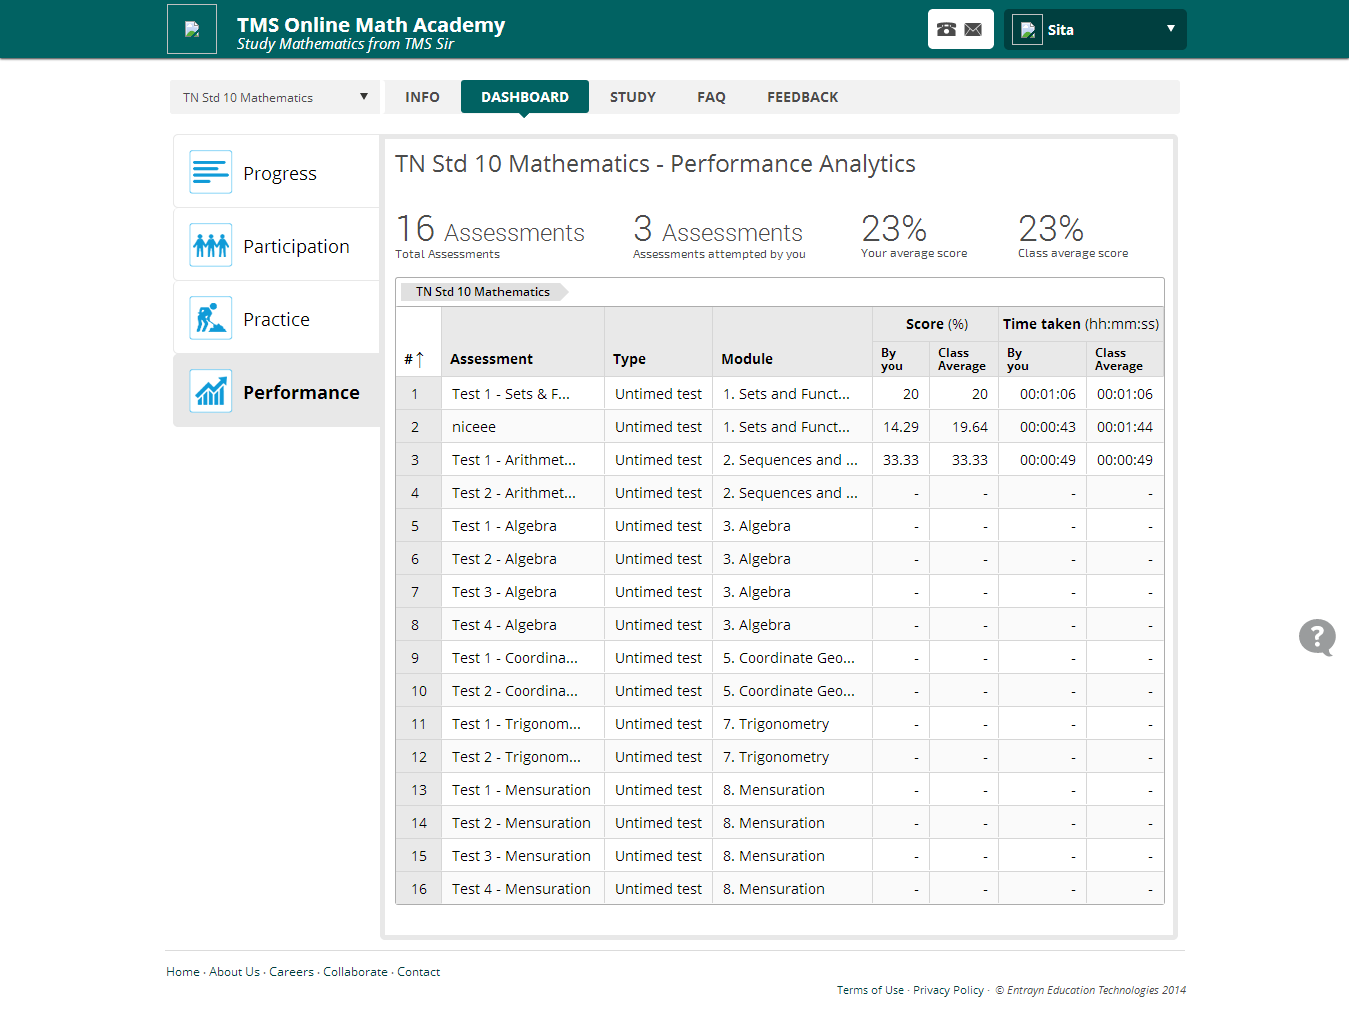 TMS Online Math Academy
Study Mathematics from TMS Sir
Sita
TN Std 10 Mathematics
INFO DASHBOARD STUDY FAQ FEEDBACK
Progress
Participation
Practice
Performance
TN Std 10 Mathematics - Performance Analytics
16 Assessments 3 Assessments 23% 23%
Total Assessments Assessments attempted by you Your average score Class average score
TN Std 10 Mathematics
Score (%) Time taken (hh:mm:ss)
# ↑ Assessment Type Module By you Class Average By you Class Average
1 Test 1 - Sets & F... Untimed test 1. Sets and Funct... 20 20 00:01:06 00:01:06
2 niceee Untimed test 1. Sets and Funct... 14.29 19.64 00:00:43 00:01:44
3 Test 1 - Arithmet... Untimed test 2. Sequences and ... 33.33 33.33 00:00:49 00:00:49
4 Test 2 - Arithmet... Untimed test 2. Sequences and ... - - - -
5 Test 1 - Algebra Untimed test 3. Algebra - - - -
6 Test 2 - Algebra Untimed test 3. Algebra - - - -
7 Test 3 - Algebra Untimed test 3. Algebra - - - -
8 Test 4 - Algebra Untimed test 3. Algebra - - - -
9 Test 1 - Coordina... Untimed test 5. Coordinate Geo... - - - -
10 Test 2 - Coordina... Untimed test 5. Coordinate Geo... - - - -
11 Test 1 - Trigonom... Untimed test 7. Trigonometry - - - -
12 Test 2 - Trigonom... Untimed test 7. Trigonometry - - - -
13 Test 1 - Mensuration Untimed test 8. Mensuration - - - -
14 Test 2 - Mensuration Untimed test 8. Mensuration - - - -
15 Test 3 - Mensuration Untimed test 8. Mensuration - - - -
16 Test 4 - Mensuration Untimed test 8. Mensuration - - - -
?
Home · About Us · Careers · Collaborate · Contact
Terms of Use · Privacy Policy · © Entrayn Education Technologies 2014